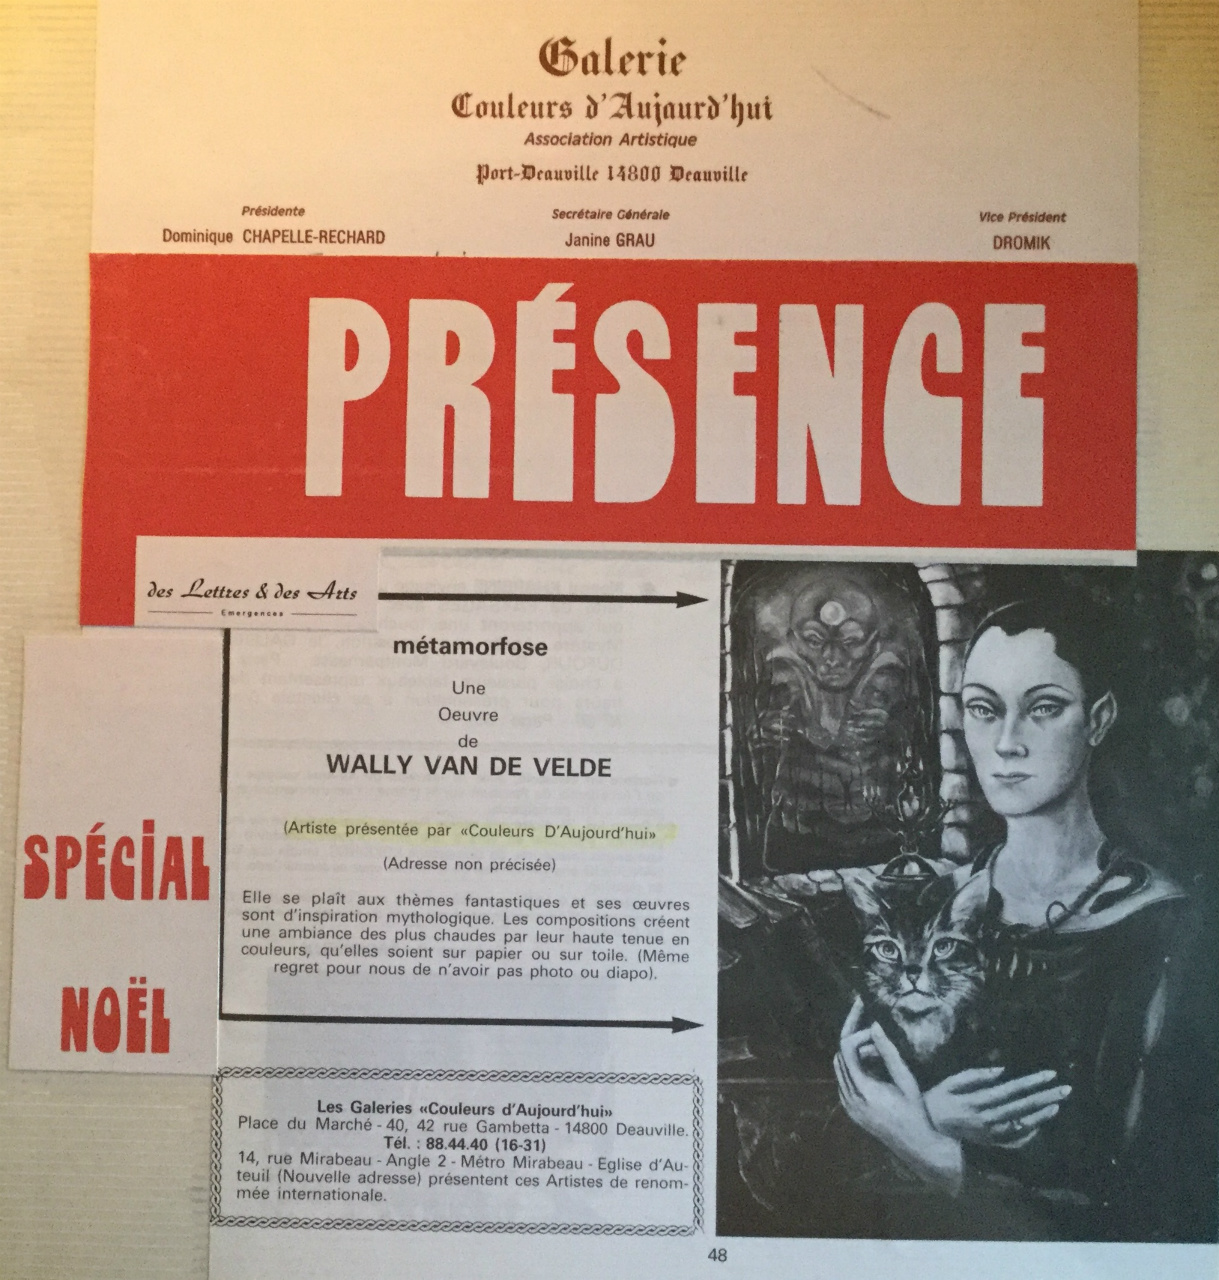 Galerie
Couleurs d'Aujourd'hui
Association Artistique
Port-Deauville 14800 Deauville
Présidente
Dominique CHAPELLE-RECHARD
Secrétaire Générale
Janine GRAU
Vice Président
DROMIK
PRÉSENCE
des Lettres & des Arts
Emergences
métamorfose
Une
Oeuvre
de
WALLY VAN DE VELDE
(Artiste présentée par «Couleurs D'Aujourd'hui»
(Adresse non précisée)
Elle se plaît aux thèmes fantastiques et ses œuvres
sont d'inspiration mythologique. Les compositions créent
une ambiance des plus chaudes par leur haute tenue en
couleurs, qu'elles soient sur papier ou sur toile. (Même
regret pour nous de n'avoir pas photo ou diapo).
SPÉCIAL
NOËL
Les Galeries «Couleurs d'Aujourd'hui»
Place du Marché - 40, 42 rue Gambetta - 14800 Deauville.
Tél. : 88.44.40 (16-31)
14, rue Mirabeau - Angle 2 - Métro Mirabeau - Eglise d'Au-
teuil (Nouvelle adresse) présentent ces Artistes de renom-
mée internationale.
48